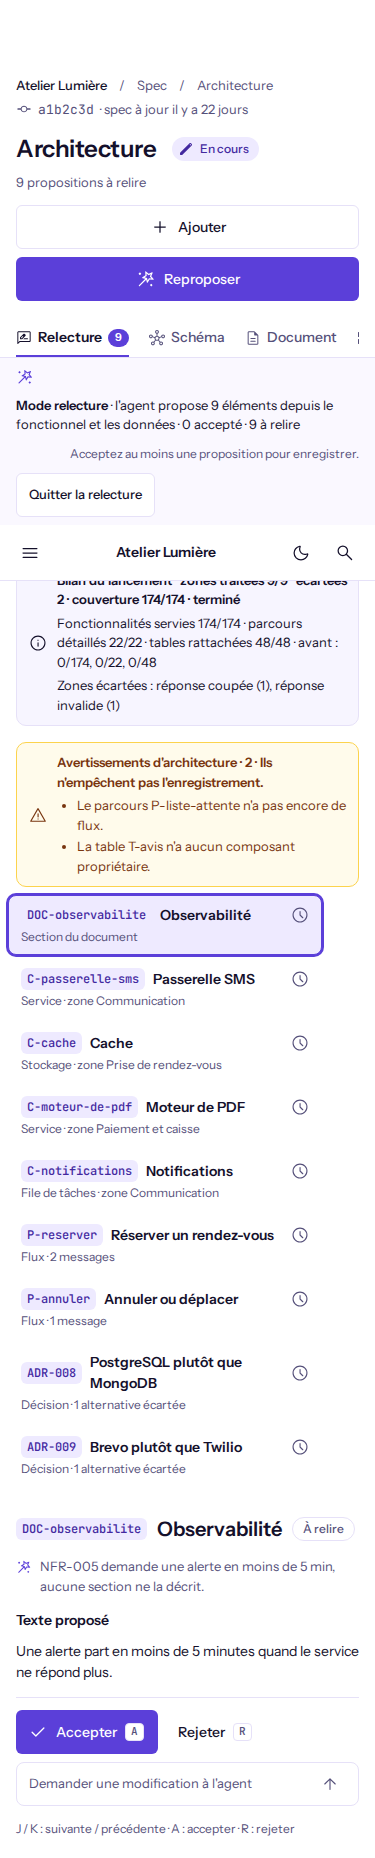 Atelier Lumière / Spec / Architecture
a1b2c3d · spec à jour il y a 22 jours
Architecture En cours
9 propositions à relire
Ajouter
Reproposer
Relecture 9 Schéma Document
Mode relecture · l'agent propose 9 éléments depuis le
fonctionnel et les données · 0 accepté · 9 à relire
Acceptez au moins une proposition pour enregistrer.
Quitter la relecture
Atelier Lumière
Bilan du lancement · zones traitées 9/9 · écartées
2 · couverture 174/174 · terminé
Fonctionnalités servies 174/174 · parcours
détaillés 22/22 · tables rattachées 48/48 · avant :
0/174, 0/22, 0/48
Zones écartées : réponse coupée (1), réponse
invalide (1)
Avertissements d'architecture · 2 · Ils
n'empêchent pas l'enregistrement.
• Le parcours P-liste-attente n'a pas encore de
flux.
• La table T-avis n'a aucun composant
propriétaire.
DOC-observabilite Observabilité
Section du document
C-passerelle-sms Passerelle SMS
Service · zone Communication
C-cache Cache
Stockage · zone Prise de rendez-vous
C-moteur-de-pdf Moteur de PDF
Service · zone Paiement et caisse
C-notifications Notifications
File de tâches · zone Communication
P-reserver Réserver un rendez-vous
Flux · 2 messages
P-annuler Annuler ou déplacer
Flux · 1 message
ADR-008 PostgreSQL plutôt que
MongoDB
Décision · 1 alternative écartée
ADR-009 Brevo plutôt que Twilio
Décision · 1 alternative écartée
DOC-observabilite Observabilité À relire
NFR-005 demande une alerte en moins de 5 min,
aucune section ne la décrit.
Texte proposé
Une alerte part en moins de 5 minutes quand le service
ne répond plus.
Accepter A Rejeter R
Demander une modification à l'agent
J / K : suivante / précédente · A : accepter · R : rejeter